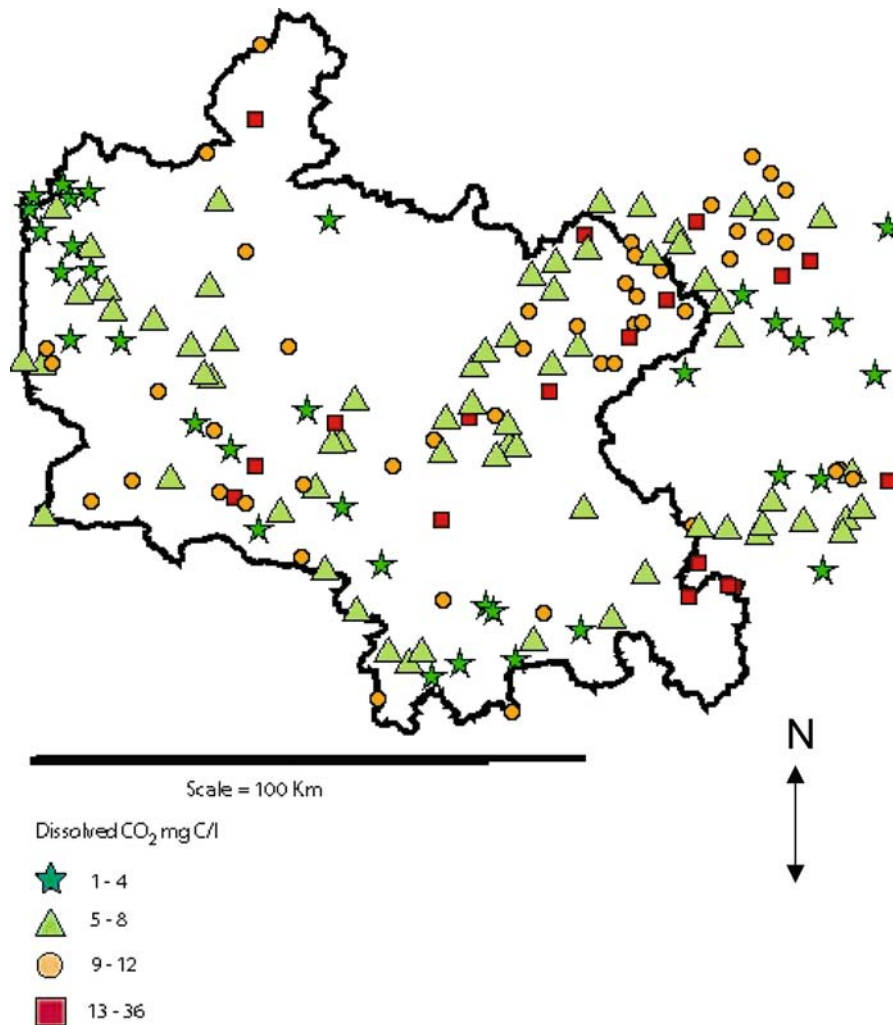 N
Scale = 100 Km
Dissolved CO₂ mg C/l
1 - 4
5 - 8
9 - 12
13 - 36